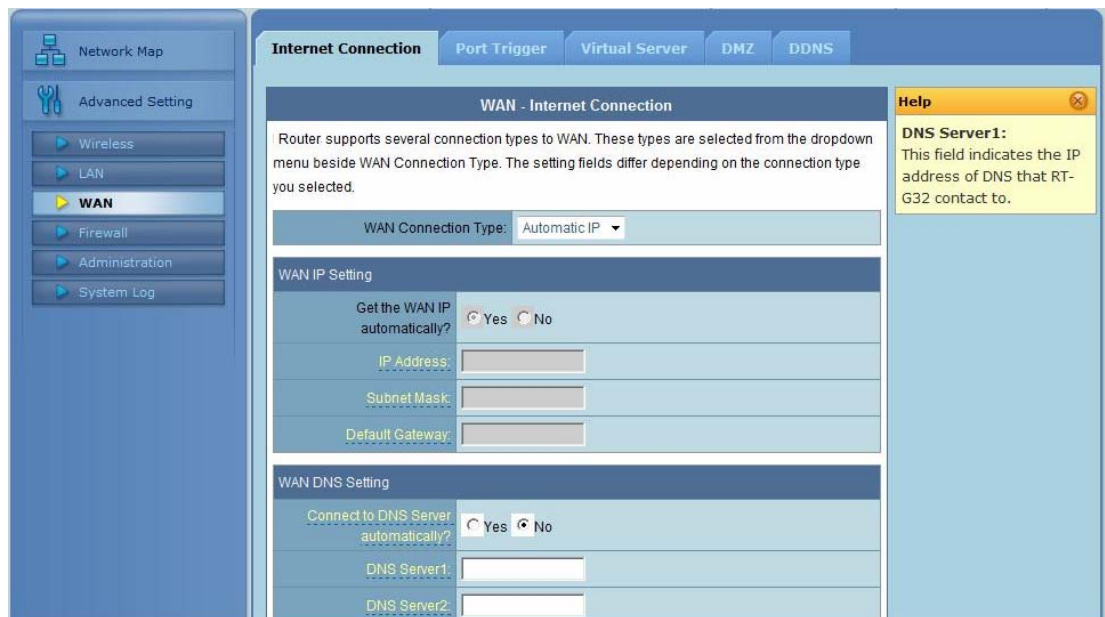 Network Map
Advanced Setting
Wireless
LAN
WAN
Firewall
Administration
System Log
Internet Connection
Port Trigger
Virtual Server
DMZ
DDNS
WAN - Internet Connection
Router supports several connection types to WAN. These types are selected from the dropdown
menu beside WAN Connection Type. The setting fields differ depending on the connection type
you selected.
WAN Connection Type: Automatic IP
WAN IP Setting
Get the WAN IP
automatically?
Yes No
IP Address:
Subnet Mask:
Default Gateway:
WAN DNS Setting
Connect to DNS Server
automatically?
Yes No
DNS Server1:
DNS Server2:
Help
DNS Server1:
This field indicates the IP
address of DNS that RT-
G32 contact to.